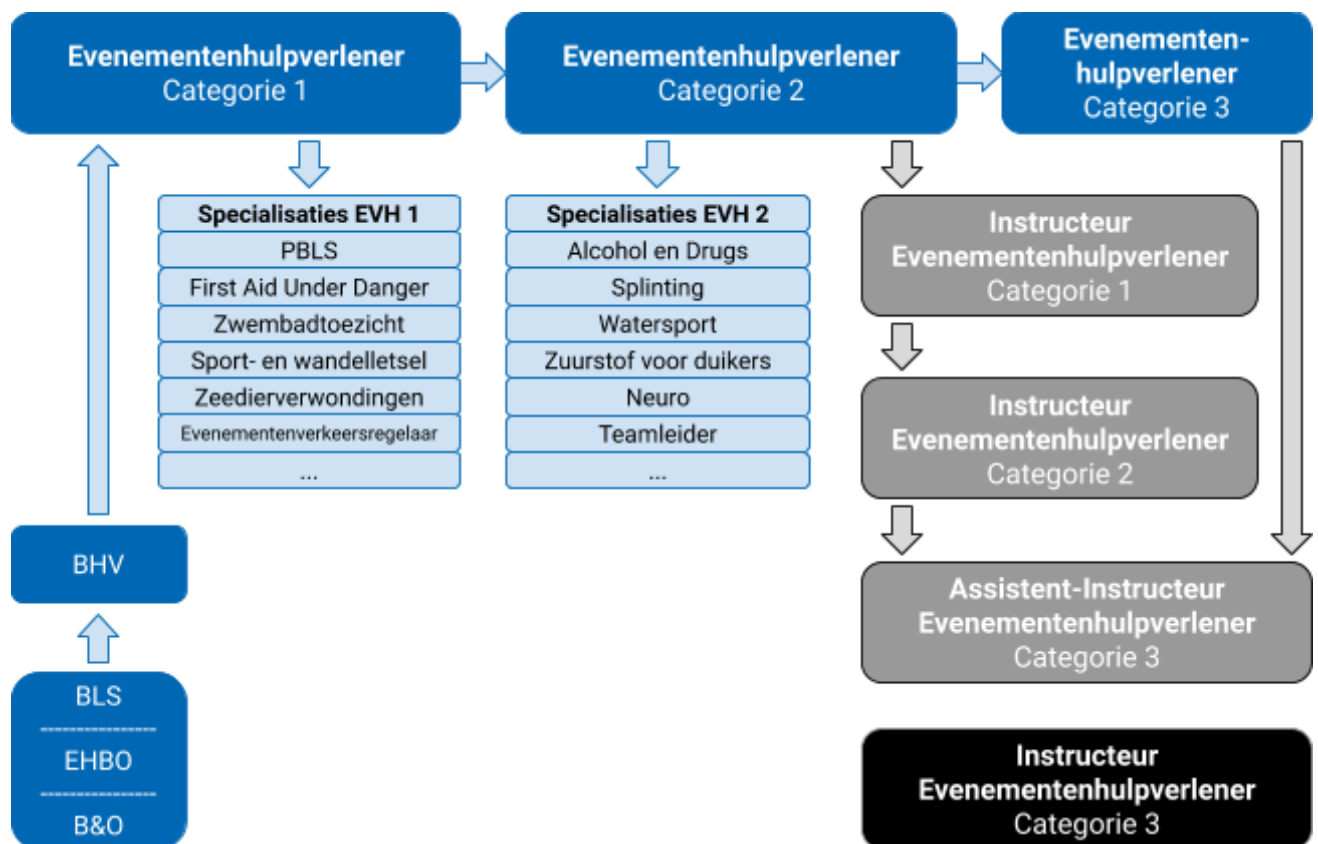 Evenementenhulpverlener
Categorie 1
Evenementenhulpverlener
Categorie 2
Evenementen-
hulpverlener
Categorie 3
Specialisaties EVH 1
PBLS
First Aid Under Danger
Zwembadtoezicht
Sport- en wandelletsel
Zeedierverwondingen
Evenementenverkeersregelaar
...
Specialisaties EVH 2
Alcohol en Drugs
Splinting
Watersport
Zuurstof voor duikers
Neuro
Teamleider
...
Instructeur
Evenementenhulpverlener
Categorie 1
Instructeur
Evenementenhulpverlener
Categorie 2
Assistent-Instructeur
Evenementenhulpverlener
Categorie 3
Instructeur
Evenementenhulpverlener
Categorie 3
BHV
BLS
EHBO
B&O